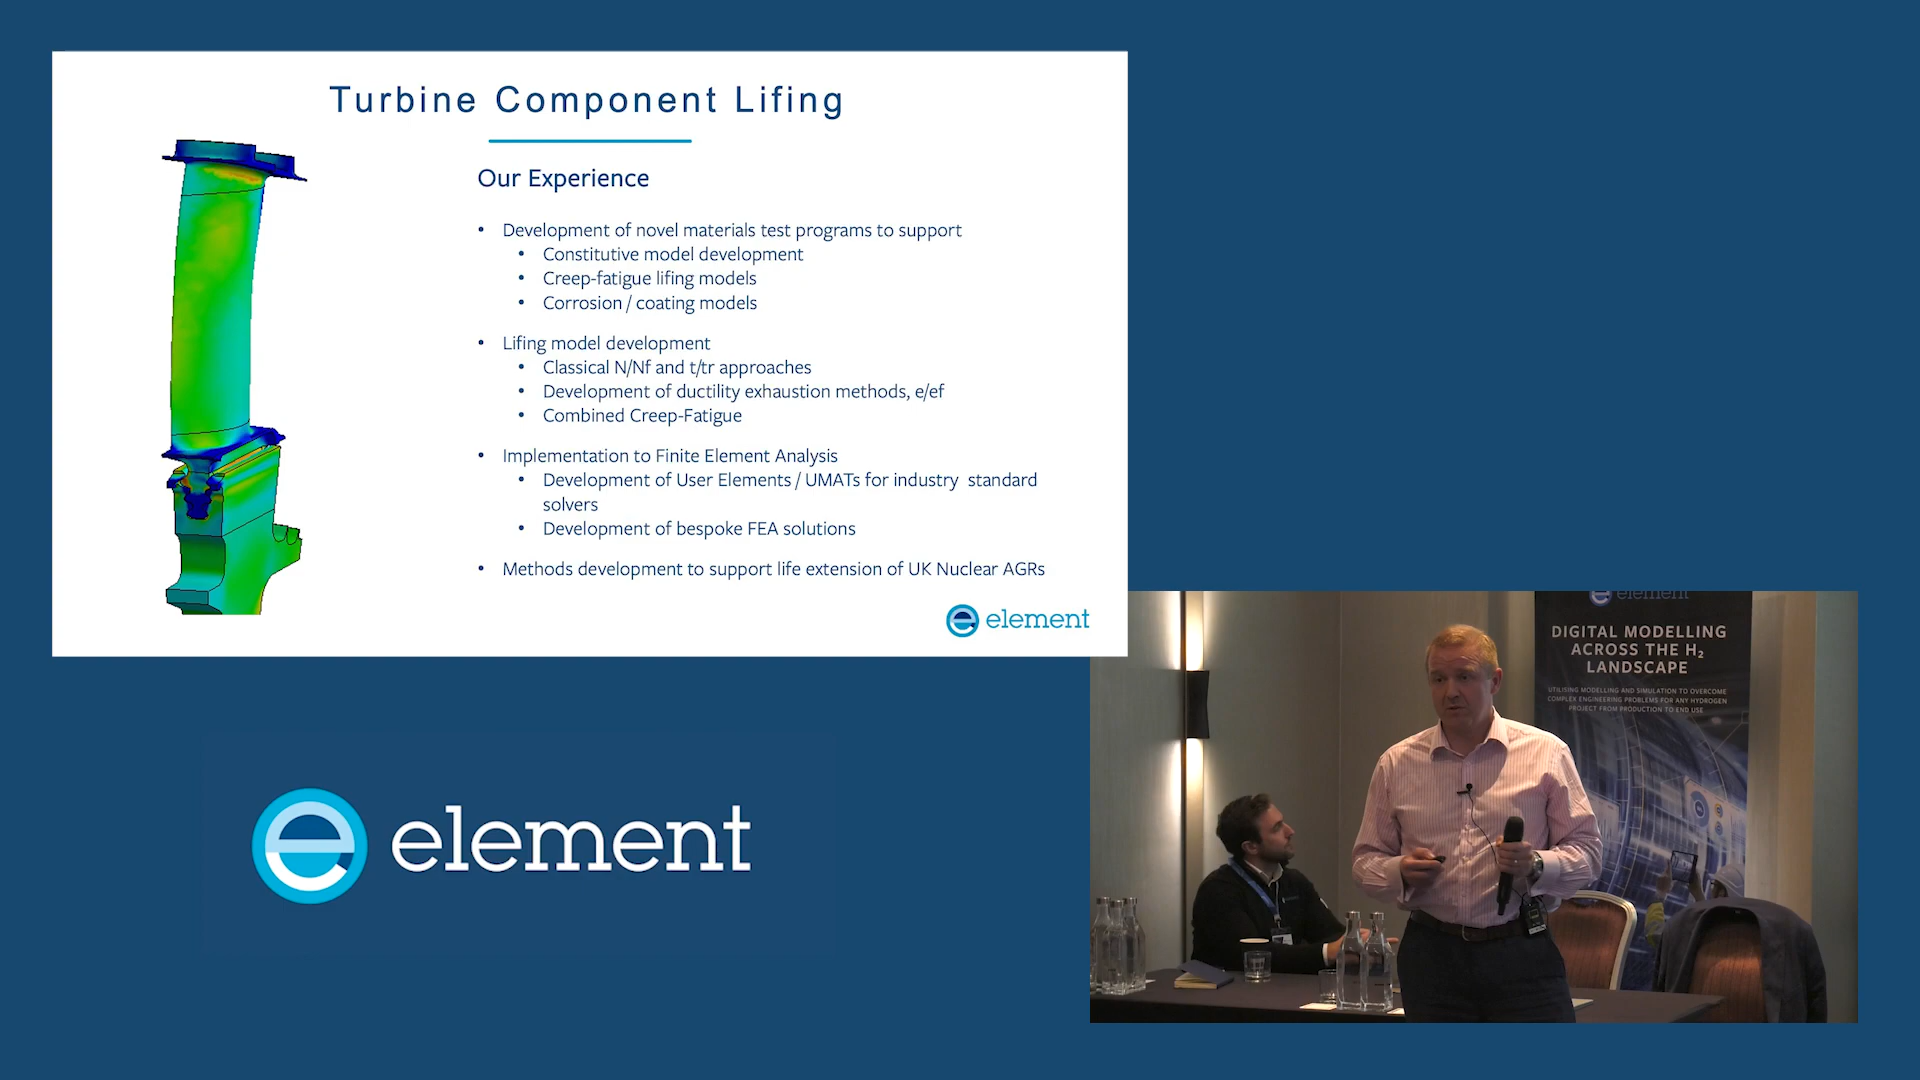 Turbine Component Lifing
Our Experience
• Development of novel materials test programs to support
• Constitutive model development
• Creep-fatigue lifing models
• Corrosion / coating models
• Lifing model development
• Classical N/Nf and t/tr approaches
• Development of ductility exhaustion methods, e/ef
• Combined Creep-Fatigue
• Implementation to Finite Element Analysis
• Development of User Elements / UMATs for industry standard
solvers
• Development of bespoke FEA solutions
• Methods development to support life extension of UK Nuclear AGRs
e element
element
DIGITAL MODELLING
ACROSS THE H₂
LANDSCAPE
UTILISING MODELLING AND SIMULATION TO OVERCOME
COMPLEX ENGINEERING PROBLEMS FOR ANY HYDROGEN
PROJECT FROM PRODUCTION TO END USE
e element